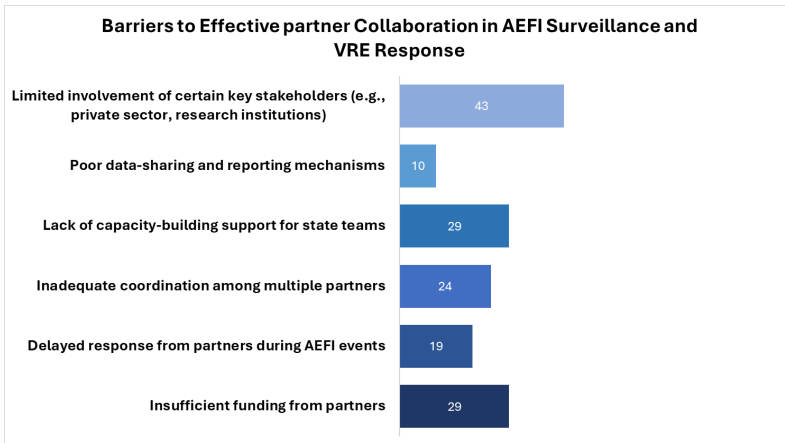 Barriers to Effective partner Collaboration in AEFI Surveillance and
VRE Response
Limited involvement of certain key stakeholders (e.g.,
private sector, research institutions)
43
Poor data-sharing and reporting mechanisms
10
Lack of capacity-building support for state teams
29
Inadequate coordination among multiple partners
24
Delayed response from partners during AEFI events
19
Insufficient funding from partners
29